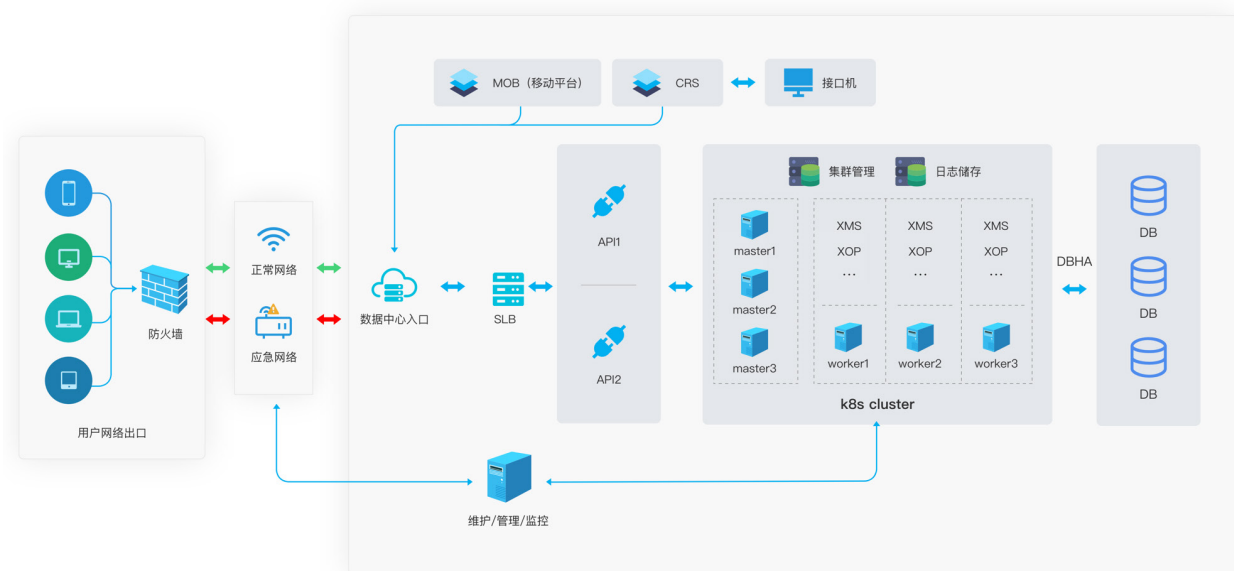 MOB（移动平台）
CRS
接口机
集群管理
日志储存
防火墙
用户网络出口
正常网络
应急网络
数据中心入口
SLB
API1
API2
master1
master2
master3
XMS
XOP
...
worker1
XMS
XOP
...
worker2
XMS
XOP
...
worker3
k8s cluster
DBHA
DB
DB
DB
维护/管理/监控